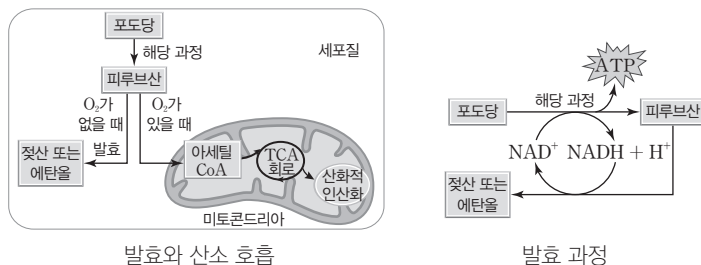 포도당
해당 과정
세포질
피루브산
O₂가
없을 때
O₂가
있을 때
발효
젖산 또는
에탄올
아세틸
CoA
TCA
회로
산화적
인산화
미토콘드리아
발효와 산소 호흡
ATP
포도당
해당 과정
피루브산
NAD⁺
NADH + H⁺
젖산 또는
에탄올
발효 과정